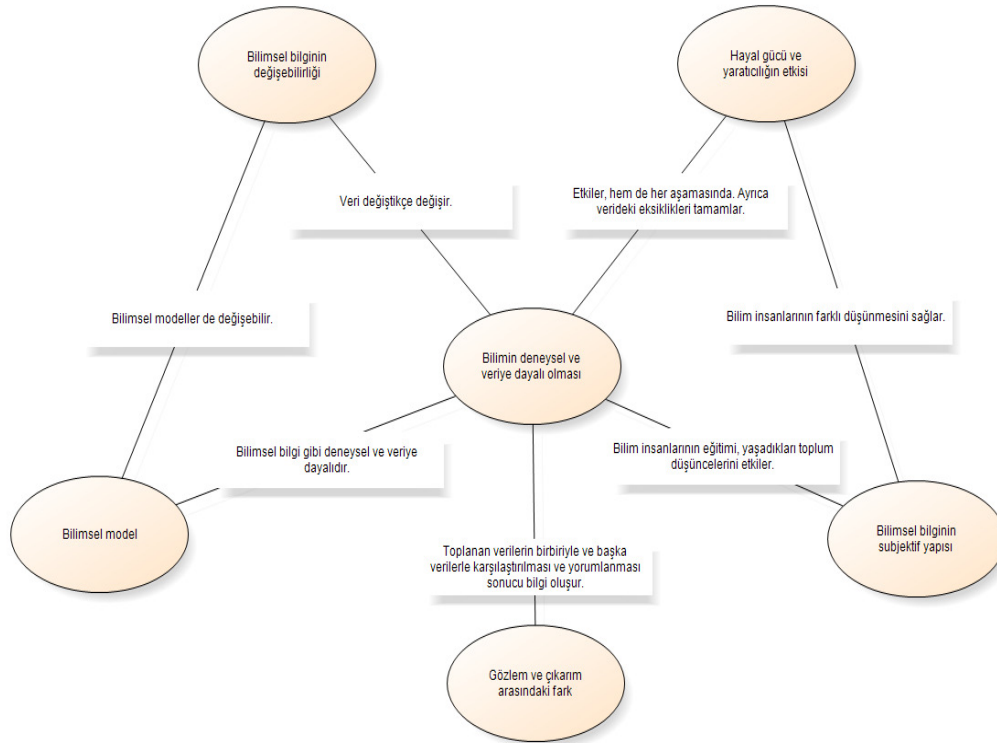 Bilimsel bilginin
değişebilirliği
Hayal gücü ve
yaratıcılığın etkisi
Veri değiştikçe değişir.
Etkiler, hem de her aşamasında. Ayrıca
verideki eksiklikleri tamamlar.
Bilimsel modeller de değişebilir.
Bilim insanlarının farklı düşünmesini sağlar.
Bilimin deneysel ve
veriye dayalı olması
Bilimsel bilgi gibi deneysel ve veriye
dayalıdır.
Bilim insanlarının eğitimi, yaşadıkları toplum
düşüncelerini etkiler.
Bilimsel model
Bilimsel bilginin
subjektif yapısı
Toplanan verilerin birbiriyle ve başka
verilerle karşılaştırılması ve yorumlanması
sonucu bilgi oluşur.
Gözlem ve çıkarım
arasındaki fark